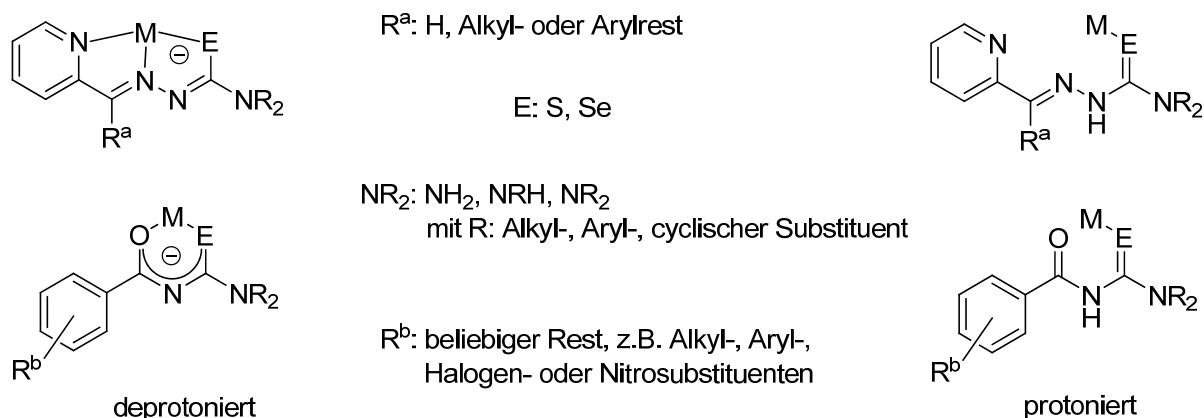 M
N
E
⊖
N
N
NR₂
Rᵃ
Rᵃ: H, Alkyl- oder Arylrest
E: S, Se
N
M
E
N
N
H
NR₂
Rᵃ
NR₂: NH₂, NRH, NR₂
mit R: Alkyl-, Aryl-, cyclischer Substituent
M
O
E
⊖
N
NR₂
Rᵇ
deprotoniert
Rᵇ: beliebiger Rest, z.B. Alkyl-, Aryl-,
Halogen- oder Nitrosubstituenten
M
O
E
N
H
NR₂
Rᵇ
protoniert